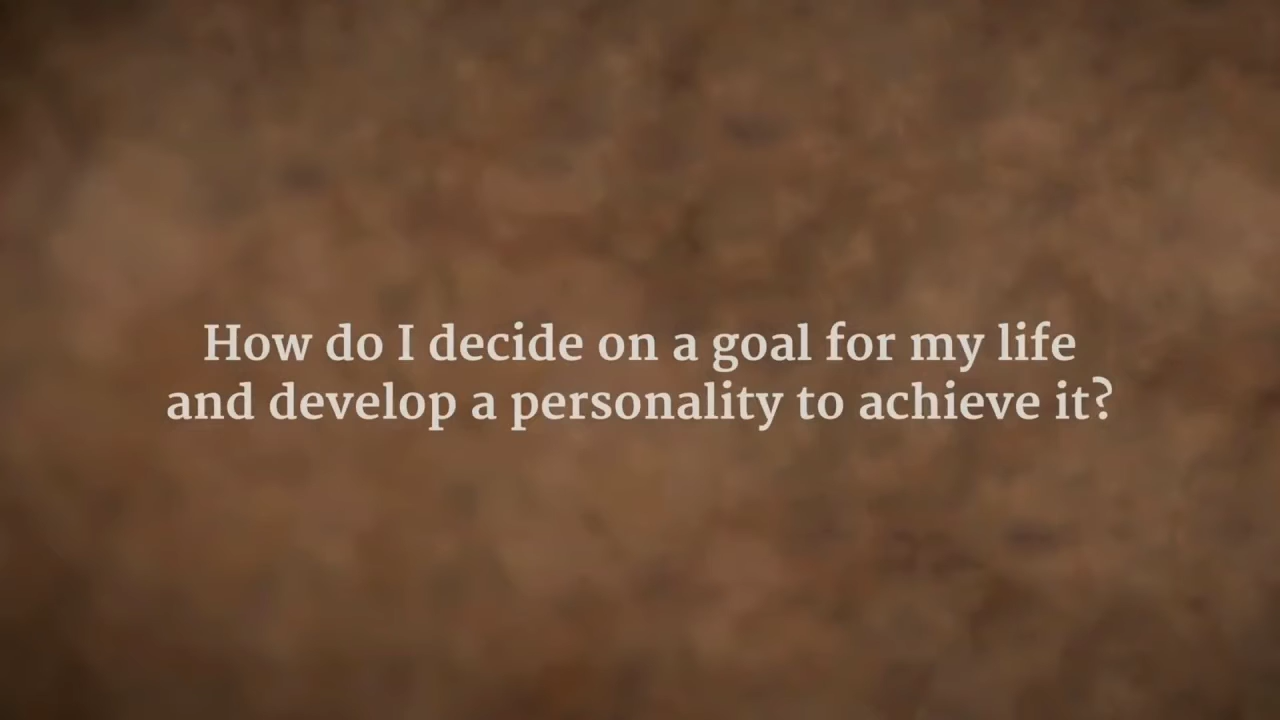 How do I decide on a goal for my life
and develop a personality to achieve it?